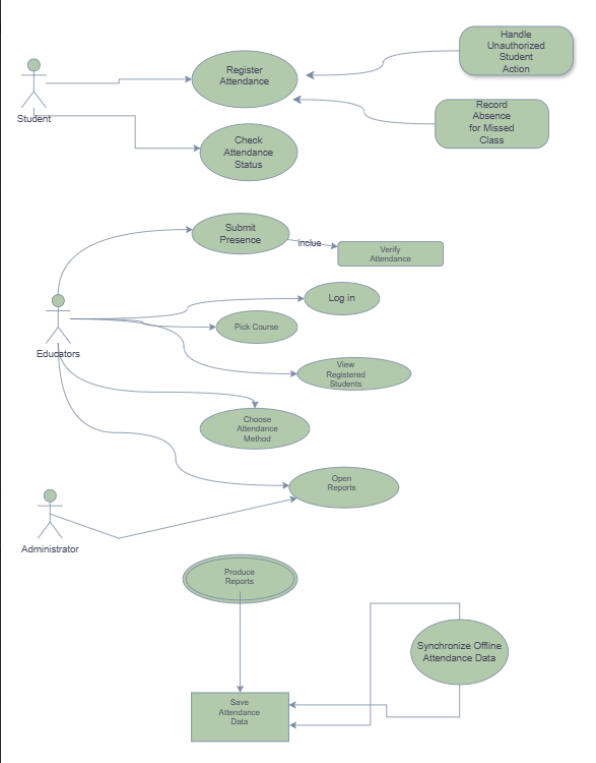 Handle
Unauthorized
Student
Action
Register
Attendance
Record
Absence
for Missed
Class
Student
Check
Attendance
Status
Submit
Presence
inclue
Verify
Attendance
Log in
Pick Course
Educators
View
Registered
Students
Choose
Attendance
Method
Open
Reports
Administrator
Produce
Reports
Synchronize Offline
Attendance Data
Save
Attendance
Data